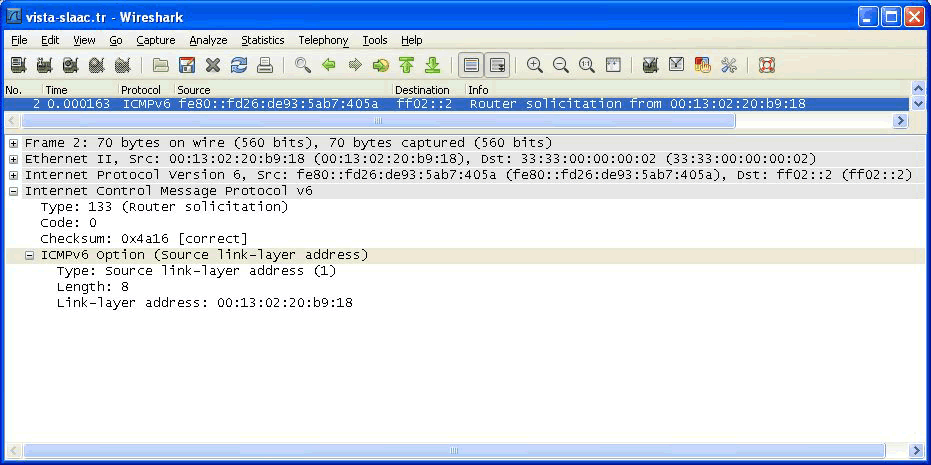 vista-slaac.tr - Wireshark
File Edit View Go Capture Analyze Statistics Telephony Tools Help
No. Time Protocol Source Destination Info
2 0.000163 ICMPv6 fe80::fd26:de93:5ab7:405a ff02::2 Router solicitation from 00:13:02:20:b9:18
Frame 2: 70 bytes on wire (560 bits), 70 bytes captured (560 bits)
Ethernet II, Src: 00:13:02:20:b9:18 (00:13:02:20:b9:18), Dst: 33:33:00:00:00:02 (33:33:00:00:00:02)
Internet Protocol Version 6, Src: fe80::fd26:de93:5ab7:405a (fe80::fd26:de93:5ab7:405a), Dst: ff02::2 (ff02::2)
Internet Control Message Protocol v6
Type: 133 (Router solicitation)
Code: 0
Checksum: 0x4a16 [correct]
ICMPv6 Option (Source link-layer address)
Type: Source link-layer address (1)
Length: 8
Link-layer address: 00:13:02:20:b9:18